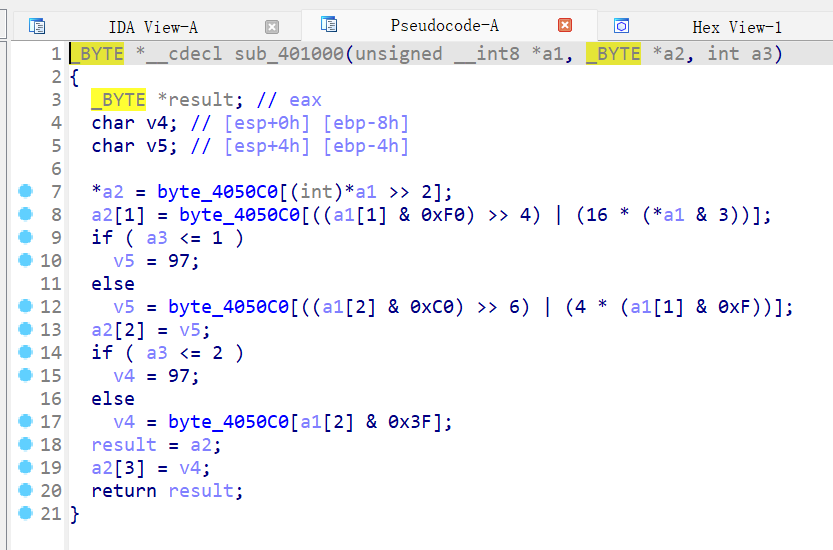 IDA View-A Pseudocode-A Hex View-1
1 _BYTE *__cdecl sub_401000(unsigned __int8 *a1, _BYTE *a2, int a3)
2 {
3   _BYTE *result; // eax
4   char v4; // [esp+0h] [ebp-8h]
5   char v5; // [esp+4h] [ebp-4h]
6
7   *a2 = byte_4050C0[(int)*a1 >> 2];
8   a2[1] = byte_4050C0[((a1[1] & 0xF0) >> 4) | (16 * (*a1 & 3))];
9   if ( a3 <= 1 )
10     v5 = 97;
11   else
12     v5 = byte_4050C0[((a1[2] & 0xC0) >> 6) | (4 * (a1[1] & 0xF))];
13   a2[2] = v5;
14   if ( a3 <= 2 )
15     v4 = 97;
16   else
17     v4 = byte_4050C0[a1[2] & 0x3F];
18   result = a2;
19   a2[3] = v4;
20   return result;
21 }